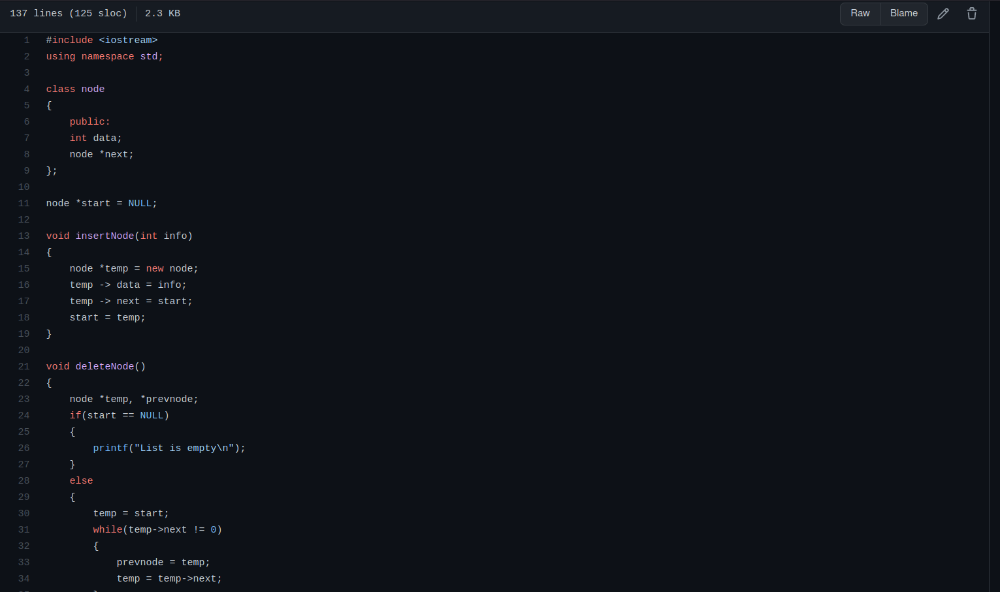 137 lines (125 sloc) 2.3 KB Raw Blame
1 #include <iostream>
2 using namespace std;
3
4 class node
5 {
6     public:
7     int data;
8     node *next;
9 };
10
11 node *start = NULL;
12
13 void insertNode(int info)
14 {
15     node *temp = new node;
16     temp -> data = info;
17     temp -> next = start;
18     start = temp;
19 }
20
21 void deleteNode()
22 {
23     node *temp, *prevnode;
24     if(start == NULL)
25     {
26         printf("List is empty\n");
27     }
28     else
29     {
30         temp = start;
31         while(temp->next != 0)
32         {
33             prevnode = temp;
34             temp = temp->next;